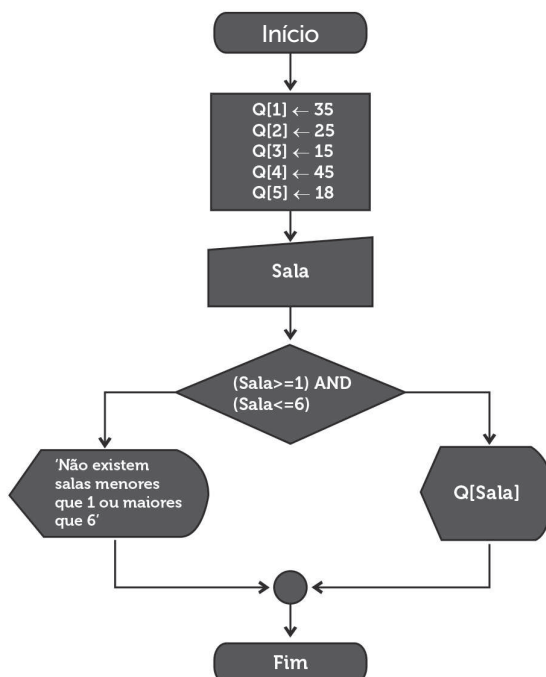 Início
Q[1] ← 35
Q[2] ← 25
Q[3] ← 15
Q[4] ← 45
Q[5] ← 18
Sala
(Sala>=1) AND
(Sala<=6)
'Não existem
salas menores
que 1 ou maiores
que 6'
Q[Sala]
Fim